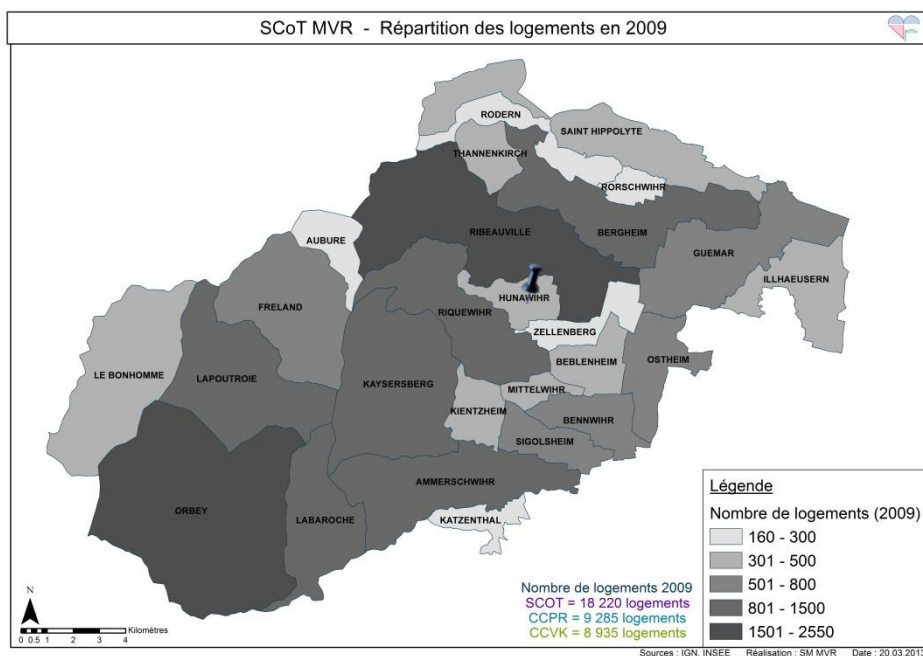 SCoT MVR - Répartition des logements en 2009
RODERN
SAINT HIPPOLYTE
THANNENKIRCH
RORSCHWIHR
RIBEAUVILLE
BERGHEIM
AUBURE
GUEMAR
ILLHAEUSERN
FRELAND
HUNAWIHR
RIQUEWIHR
ZELLENBERG
LE BONHOMME
LAPOUTROIE
BEBLENHEIM
OSTHEIM
KAYSERSBERG
MITTELWIHR
KIENTZHEIM
BENNWIHR
SIGOLSHEIM
AMMERSCHWIHR
ORBEY
LABAROCHE
KATZENTHAL
Légende
Nombre de logements (2009)
160 - 300
301 - 500
501 - 800
801 - 1500
1501 - 2550
Nombre de logements 2009
SCOT = 18 220 logements
CCPR = 9 285 logements
CCVK = 8 935 logements
N
Kilomètres
0 0.5 1 2 3 4
Sources : IGN, INSEE Réalisation : SM MVR Date : 20.03.2013